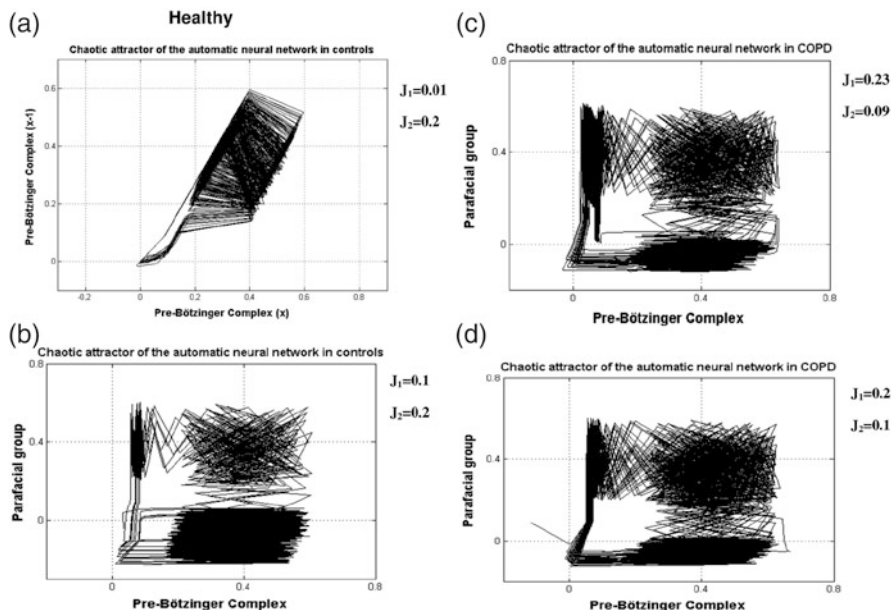 Healthy
(a)
Chaotic attractor of the automatic neural network in controls
J1=0.01
J2=0.2
Pre-Bötzinger Complex (x-1)
0.6
0.4
0.2
0
-0.2 0 0.2 0.4 0.6 0.8
Pre-Bötzinger Complex (x)
(b)
Chaotic attractor of the automatic neural network in controls
J1=0.1
J2=0.2
Parafacial group
0.8
0.4
0
0 0.4 0.8
Pre-Bötzinger Complex
(c)
Chaotic attractor of the automatic neural network in COPD
J1=0.23
J2=0.09
Parafacial group
0.8
0.4
0
0 0.4 0.8
Pre-Bötzinger Complex
(d)
Chaotic attractor of the automatic neural network in COPD
J1=0.2
J2=0.1
Parafacial group
0.8
0.4
0
0 0.4 0.8
Pre-Bötzinger Complex